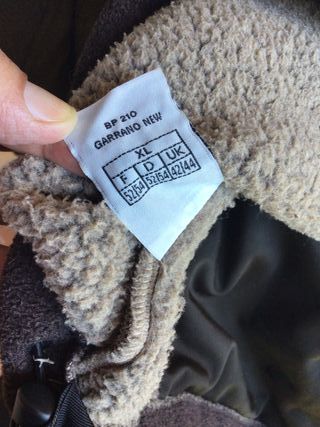 BP 210
GARRANO NEW
XL
F D UK
52/54 52/54 42/44